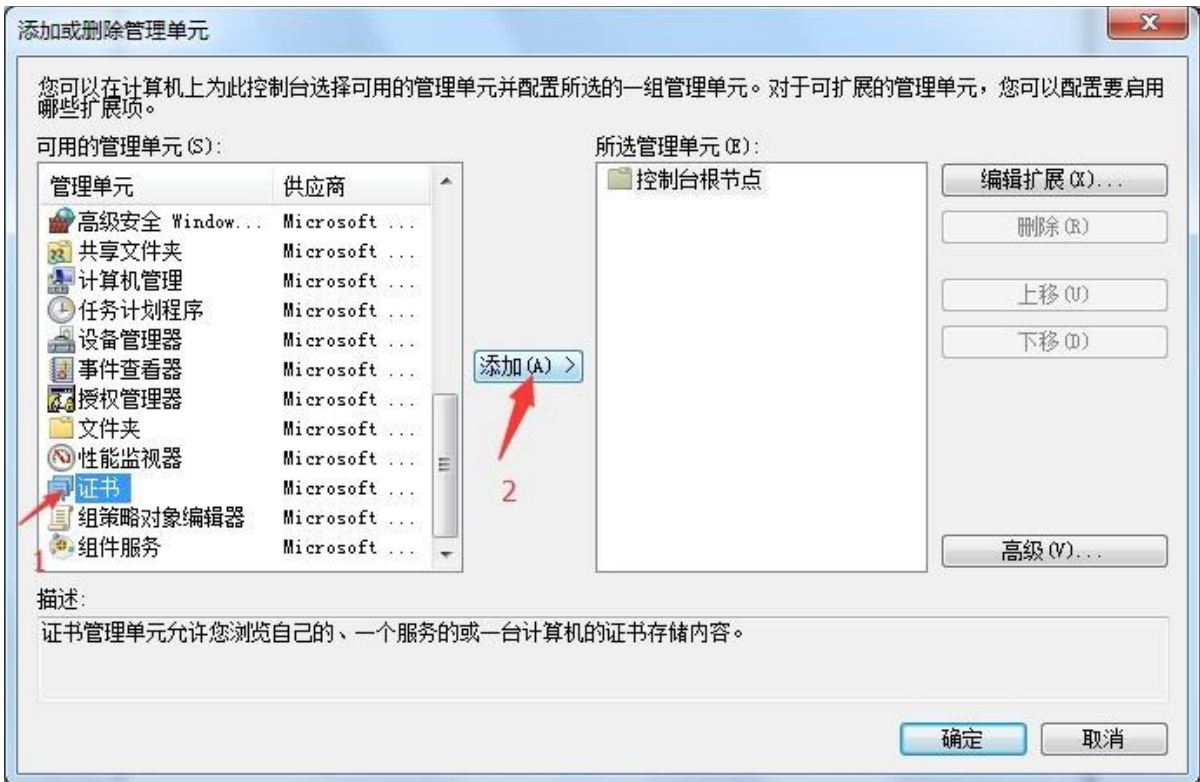 添加或删除管理单元
您可以在计算机上为此控制台选择可用的管理单元并配置所选的一组管理单元。对于可扩展的管理单元，您可以配置要启用
哪些扩展项。
可用的管理单元(S):
所选管理单元(E):
管理单元 供应商
高级安全 Window... Microsoft ...
共享文件夹 Microsoft ...
计算机管理 Microsoft ...
任务计划程序 Microsoft ...
设备管理器 Microsoft ...
事件查看器 Microsoft ...
授权管理器 Microsoft ...
文件夹 Microsoft ...
性能监视器 Microsoft ...
证书 Microsoft ...
组策略对象编辑器 Microsoft ...
组件服务 Microsoft ...
1
添加(A) >
2
控制台根节点
编辑扩展(X)...
删除(R)
上移(U)
下移(D)
高级(V)...
描述:
证书管理单元允许您浏览自己的、一个服务的或一台计算机的证书存储内容。
确定
取消